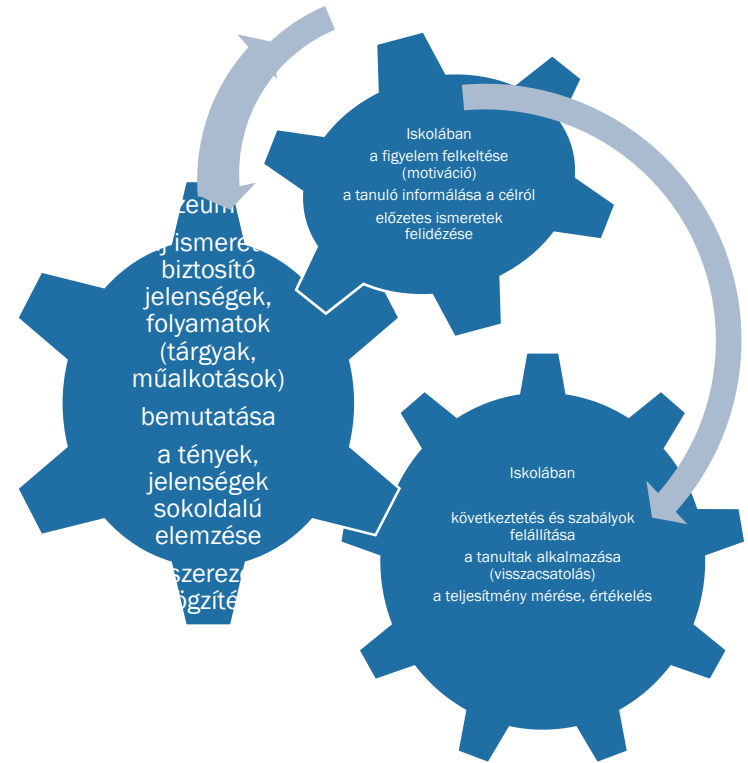 Iskolában
a figyelem felkeltése
(motiváció)
a tanuló informálása a célról
előzetes ismeretek
felidézése
biztosító
jelenségek,
folyamatok
(tárgyak,
műalkotások)
bemutatása
a tények,
jelenségek
sokoldalú
elemzése
Iskolában
következtetés és szabályok
felállítása
a tanultak alkalmazása
(visszacsatolás)
a teljesítmény mérése, értékelés